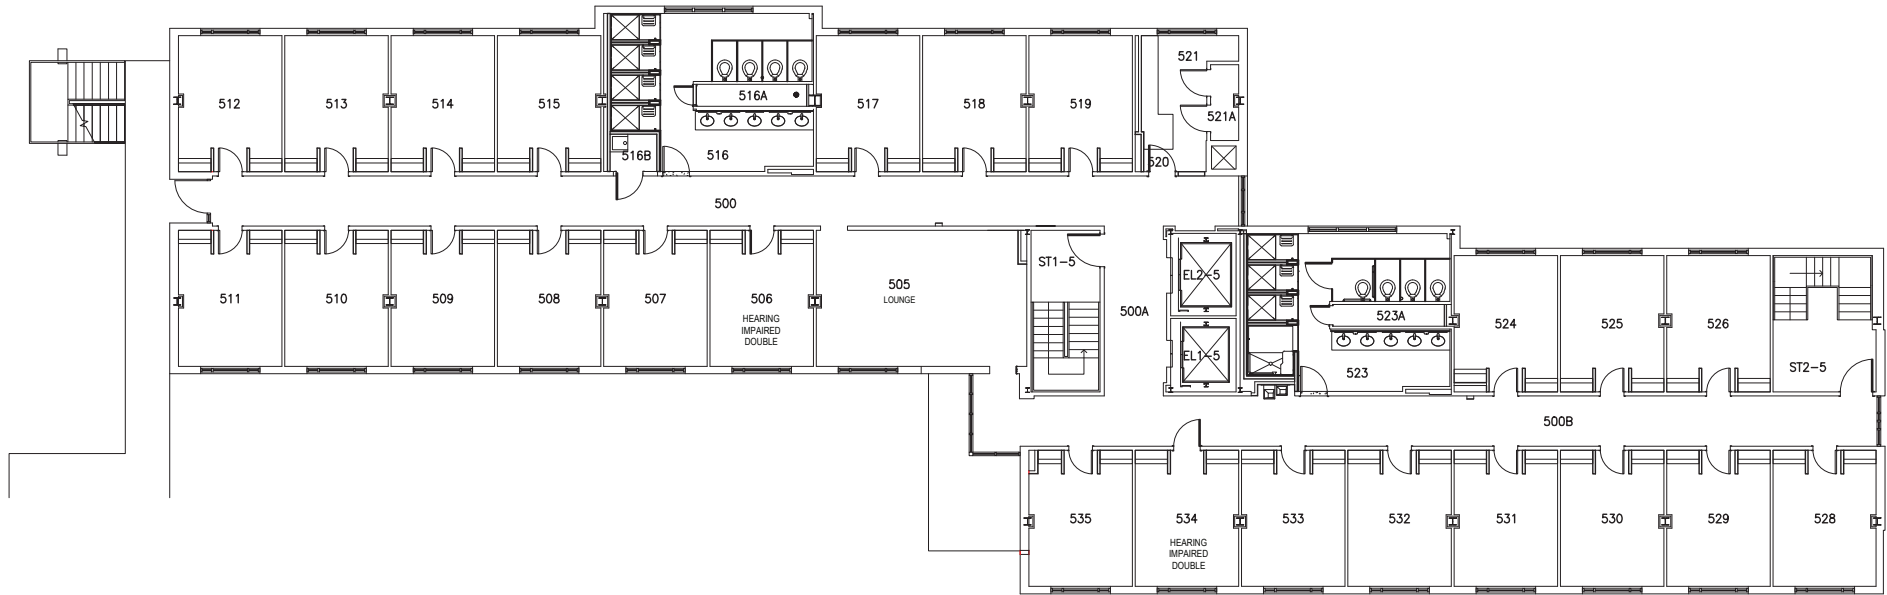 512
513
514
515
516A
516B
516
517
518
519
521
521A
520
500
511
510
509
508
507
506
HEARING
IMPAIRED
DOUBLE
505
LOUNGE
ST1-5
500A
EL2-5
EL1-5
523A
523
524
525
526
ST2-5
500B
535
534
HEARING
IMPAIRED
DOUBLE
533
532
531
530
529
528